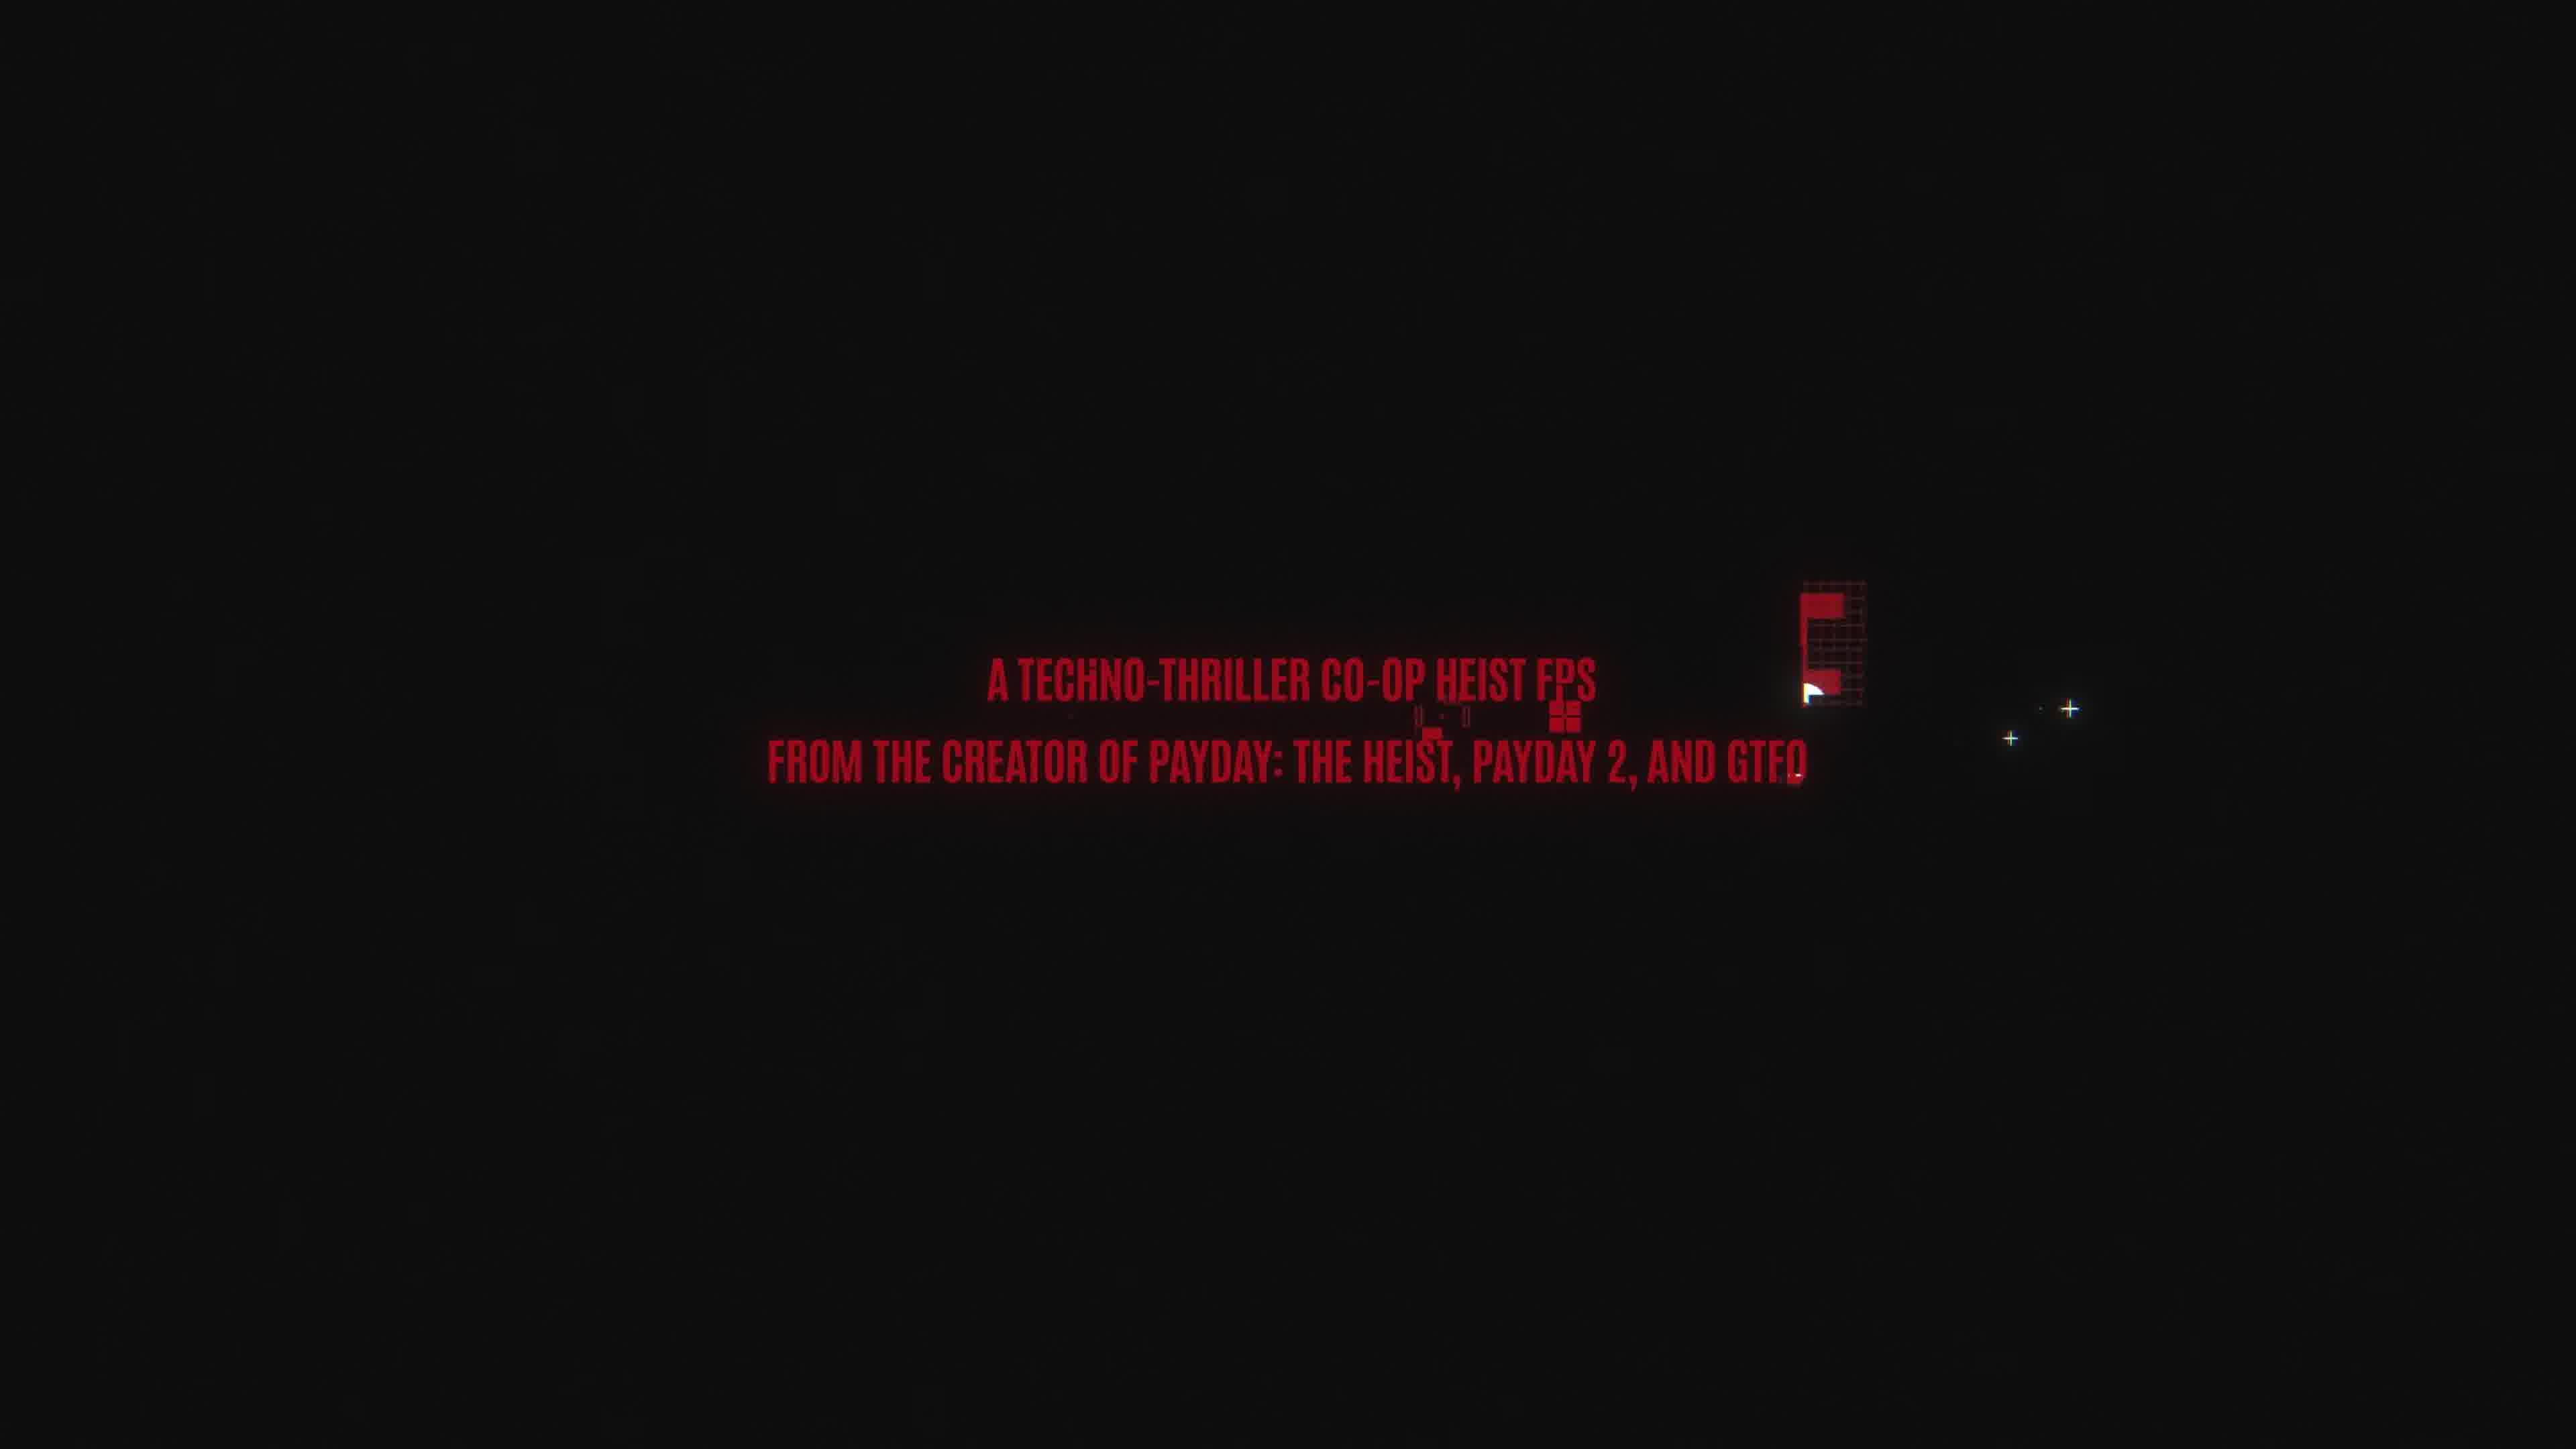 A TECHNO-THRILLER CO-OP HEIST FPS
FROM THE CREATOR OF PAYDAY: THE HEIST, PAYDAY 2, AND GTFO